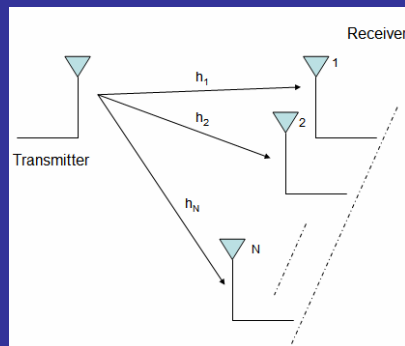 Receiver
1
h1
2
h2
Transmitter
hN
N